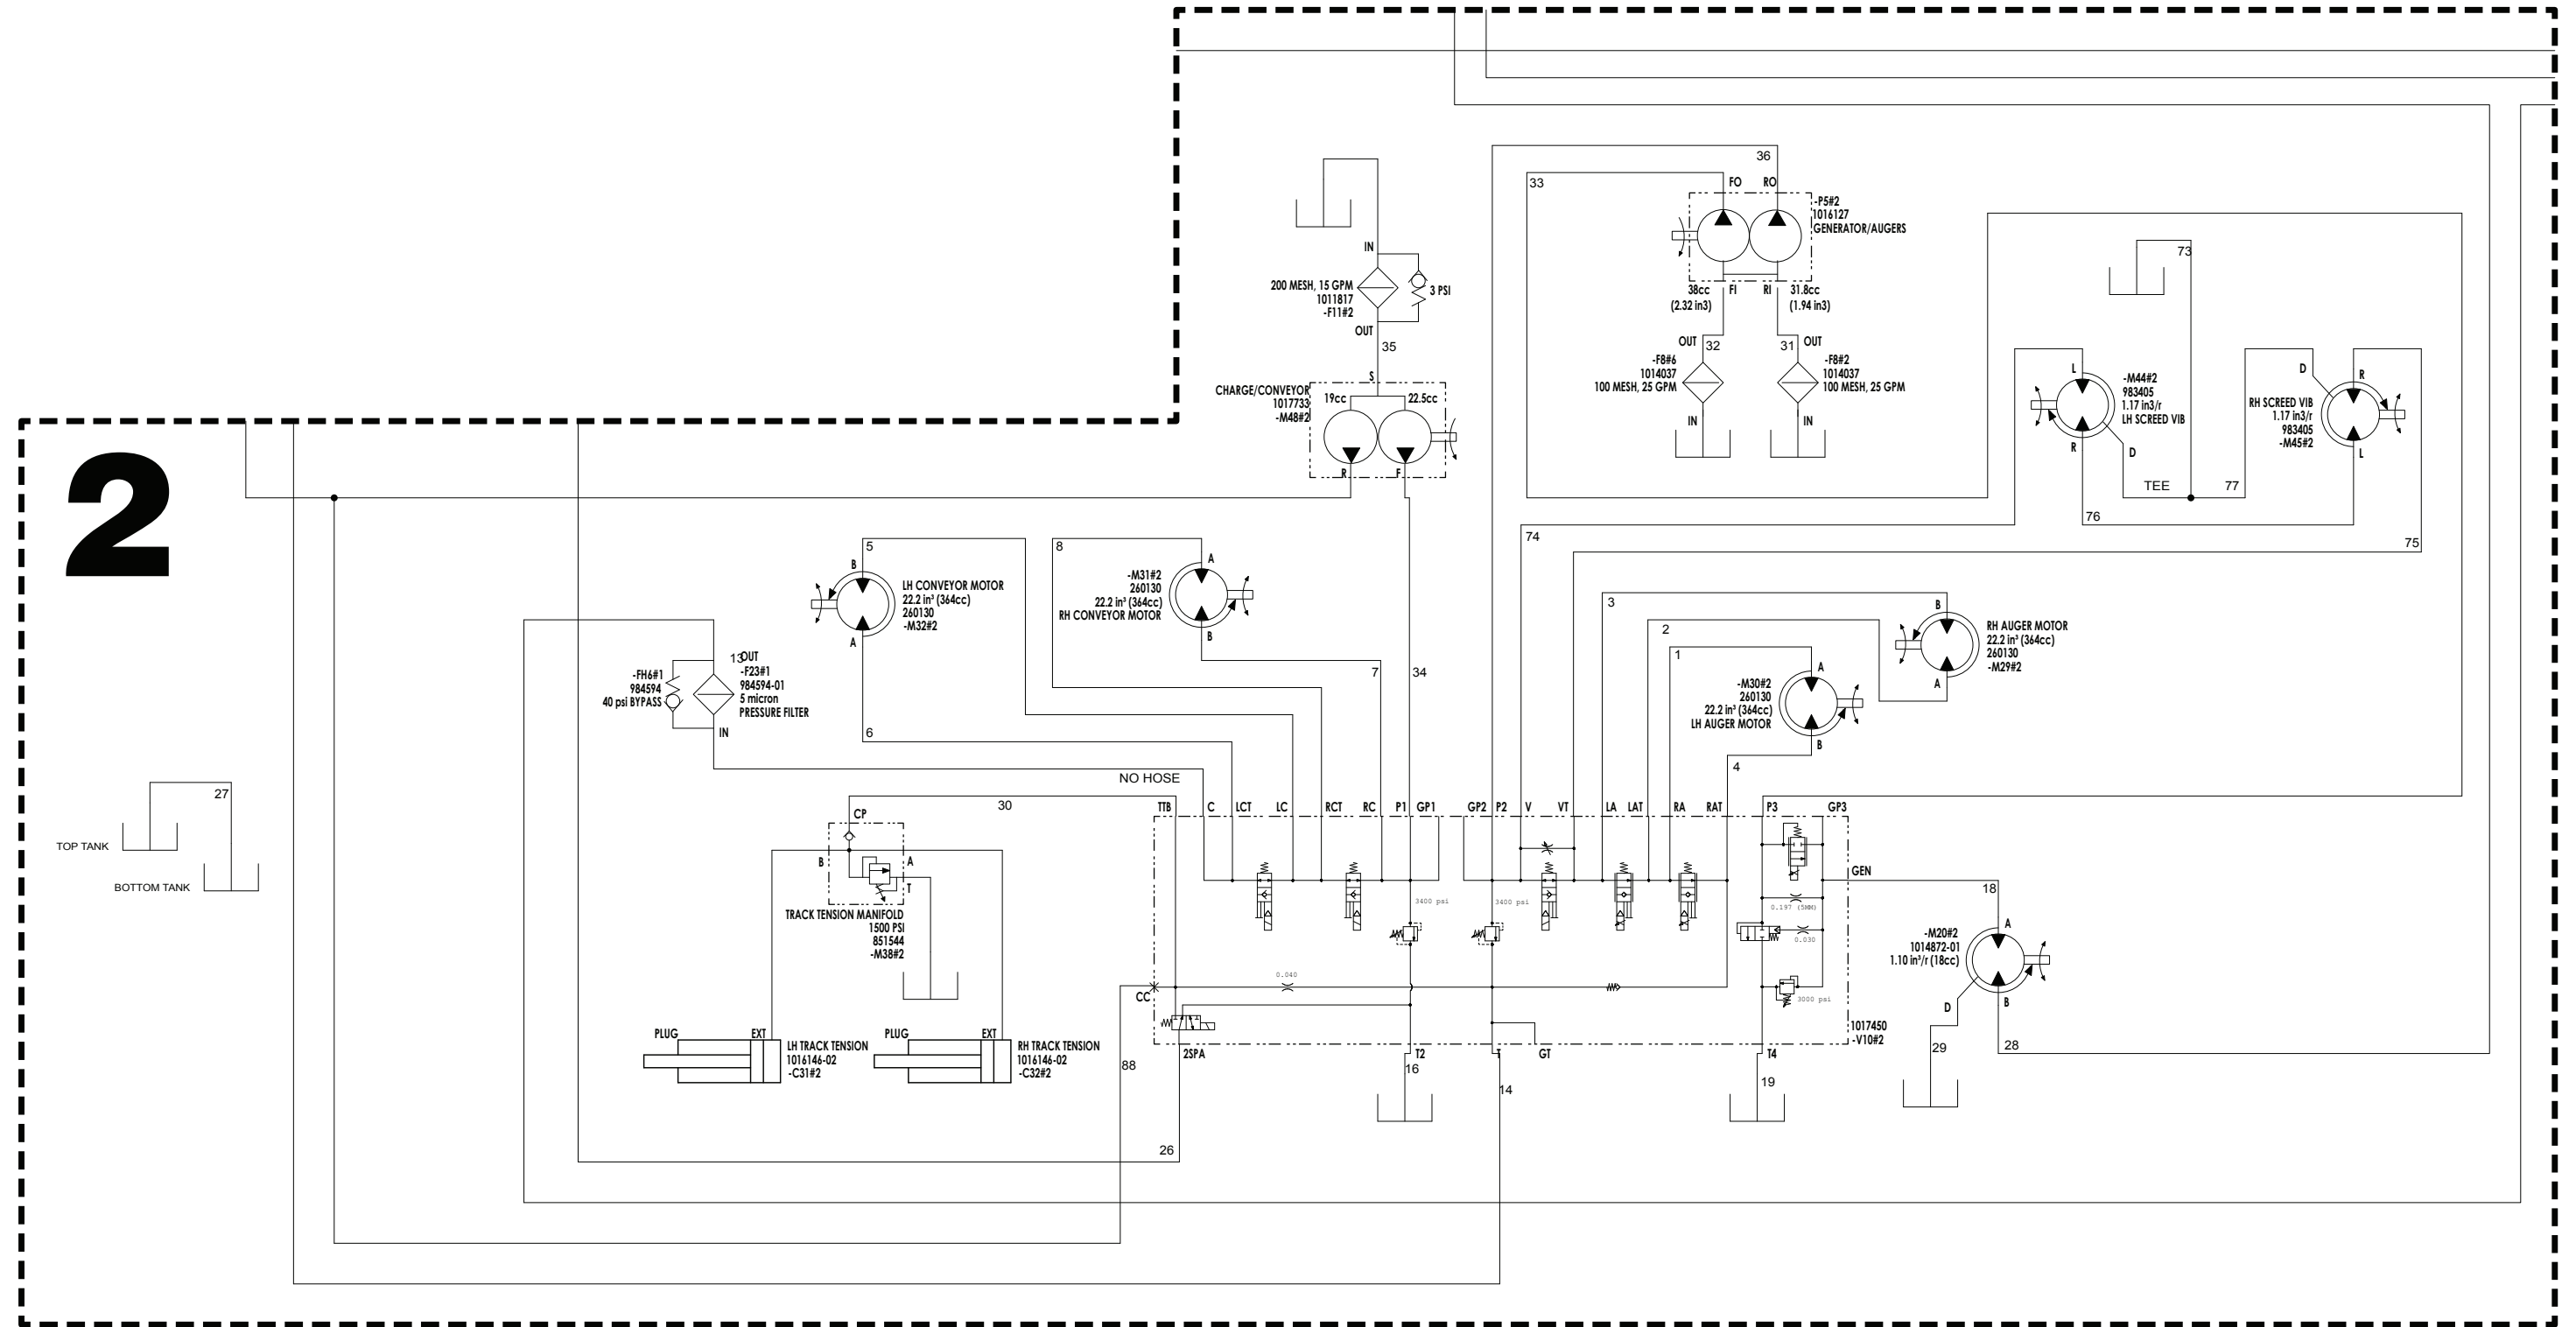 2
36
33
FO
RO
-P5#2
1016127
GENERATOR/AUGERS
38cc
(2.32 in3)
FI
RI
31.8cc
(1.94 in3)
IN
200 MESH, 15 GPM
1011817
-F11#2
3 PSI
OUT
35
OUT
32
31
OUT
-F8#6
1014037
100 MESH, 25 GPM
-F8#2
1014037
100 MESH, 25 GPM
IN
IN
S
CHARGE/CONVEYOR
1017733
-M48#2
19cc
22.5cc
R
F
73
L
-M44#2
983405
1.17 in3/r
LH SCREED VIB
R
D
D
R
RH SCREED VIB
1.17 in3/r
983405
-M45#2
L
TEE
77
76
74
75
5
B
LH CONVEYOR MOTOR
22.2 in³ (364cc)
260130
-M32#2
A
6
8
A
-M31#2
260130
22.2 in³ (364cc)
RH CONVEYOR MOTOR
B
7
34
3
2
1
B
RH AUGER MOTOR
22.2 in³ (364cc)
260130
-M29#2
A
A
-M30#2
260130
22.2 in³ (364cc)
LH AUGER MOTOR
B
4
13
OUT
-F23#1
984594-01
5 micron
PRESSURE FILTER
-FH6#1
984594
40 psi BYPASS
IN
NO HOSE
27
TOP TANK
BOTTOM TANK
30
CP
B
A
T
TRACK TENSION MANIFOLD
1500 PSI
851544
-M38#2
TTB
C
LCT
LC
RCT
RC
P1
GP1
GP2
P2
V
VT
LA
LAT
RA
RAT
P3
GP3
3400 psi
3400 psi
0.197 (5MM)
0.030
3000 psi
0.040
GEN
18
A
-M20#2
1014872-01
1.10 in³/r (18cc)
D
B
29
28
CC
1017450
-V10#2
2SPA
T2
T
GT
T4
88
16
14
19
26
PLUG
EXT
LH TRACK TENSION
1016146-02
-C31#2
PLUG
EXT
RH TRACK TENSION
1016146-02
-C32#2